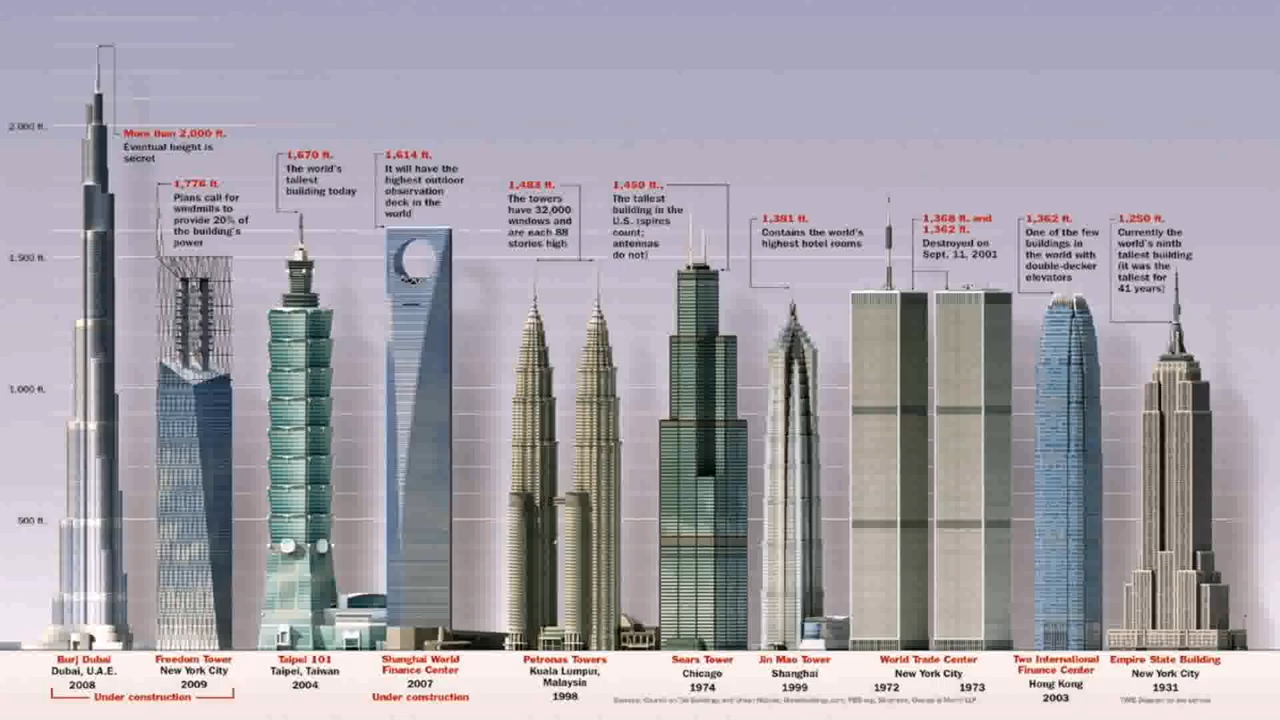 2,000 ft.
1,500 ft.
1,000 ft.
500 ft.
More than 2,000 ft.
Eventual height is
secret
1,776 ft.
Plans call for
windmills to
provide 20% of
the building's
power
1,670 ft.
The world's
tallest
building today
1,614 ft.
It will have the
highest outdoor
observation
deck in the
world
1,483 ft.
The towers
have 32,000
windows and
are each 88
stories high
1,450 ft.,
The tallest
building in the
U.S. (spires
count;
antennas
do not)
1,381 ft.
Contains the world's
highest hotel rooms
1,368 ft. and
1,362 ft.
Destroyed on
Sept. 11, 2001
1,362 ft.
One of the few
buildings in
the world with
double-decker
elevators
1,250 ft.
Currently the
world's ninth
tallest building
(it was the
tallest for
41 years)
Burj Dubai
Dubai, U.A.E.
2008
Freedom Tower
New York City
2009
Under construction
Taipei 101
Taipei, Taiwan
2004
Shanghai World
Finance Center
2007
Under construction
Petronas Towers
Kuala Lumpur,
Malaysia
1998
Sears Tower
Chicago
1974
Jin Mao Tower
Shanghai
1999
World Trade Center
New York City
1972 1973
Two International
Finance Center
Hong Kong
2003
Empire State Building
New York City
1931